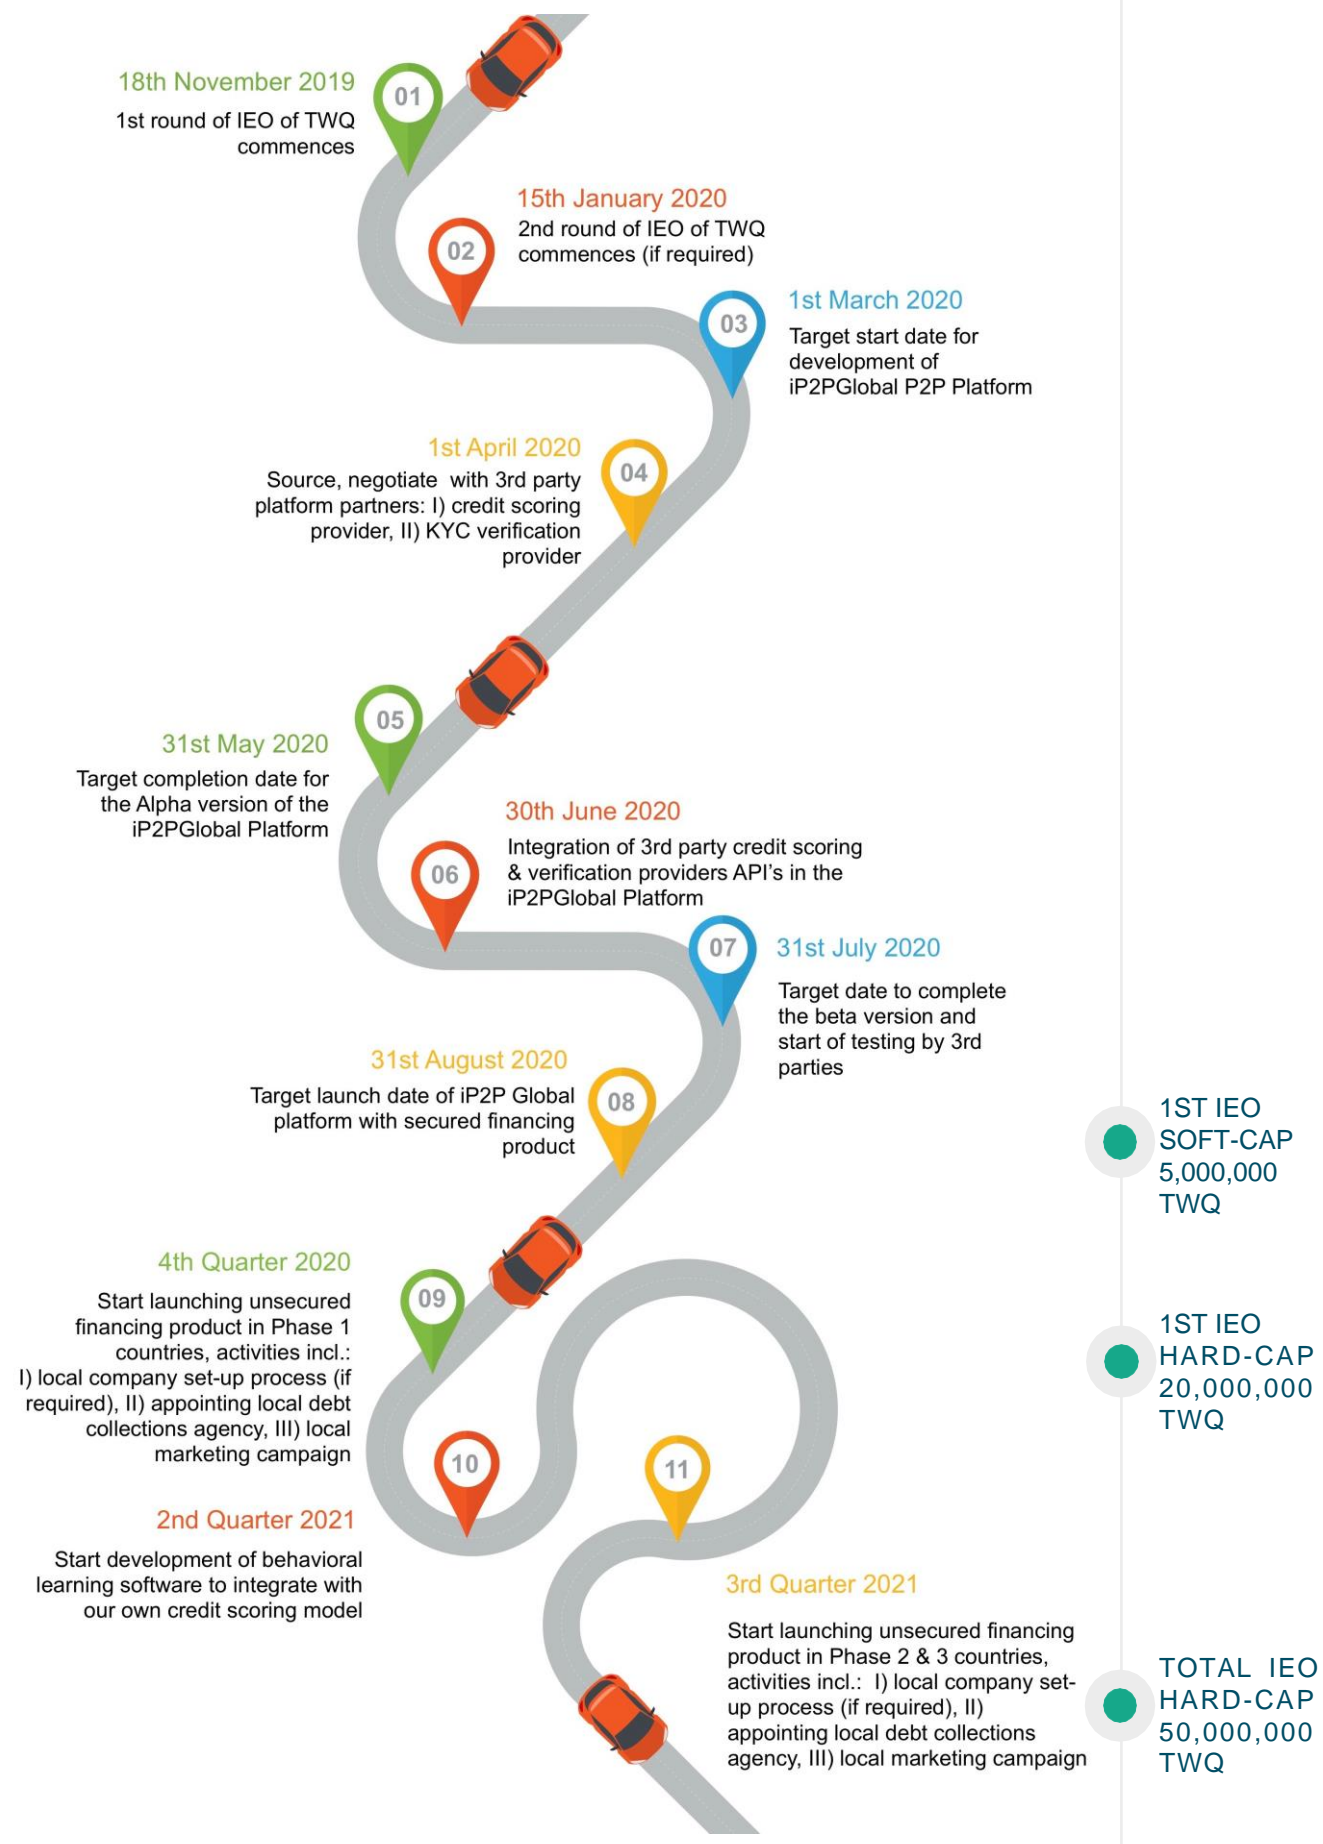 18th November 2019
01
1st round of IEO of TWQ
commences
15th January 2020
02
2nd round of IEO of TWQ
commences (if required)
1st March 2020
03
Target start date for
development of
iP2PGlobal P2P Platform
1st April 2020
04
Source, negotiate with 3rd party
platform partners: I) credit scoring
provider, II) KYC verification
provider
05
31st May 2020
Target completion date for
the Alpha version of the
iP2PGlobal Platform
30th June 2020
06
Integration of 3rd party credit scoring
& verification providers API's in the
iP2PGlobal Platform
07
31st July 2020
Target date to complete
the beta version and
start of testing by 3rd
parties
31st August 2020
08
Target launch date of iP2P Global
platform with secured financing
product
4th Quarter 2020
09
Start launching unsecured
financing product in Phase 1
countries, activities incl.:
I) local company set-up process (if
required), II) appointing local debt
collections agency, III) local
marketing campaign
10
2nd Quarter 2021
Start development of behavioral
learning software to integrate with
our own credit scoring model
11
3rd Quarter 2021
Start launching unsecured financing
product in Phase 2 & 3 countries,
activities incl.: I) local company set-
up process (if required), II)
appointing local debt collections
agency, III) local marketing campaign
1ST IEO
SOFT-CAP
5,000,000
TWQ
1ST IEO
HARD-CAP
20,000,000
TWQ
TOTAL IEO
HARD-CAP
50,000,000
TWQ